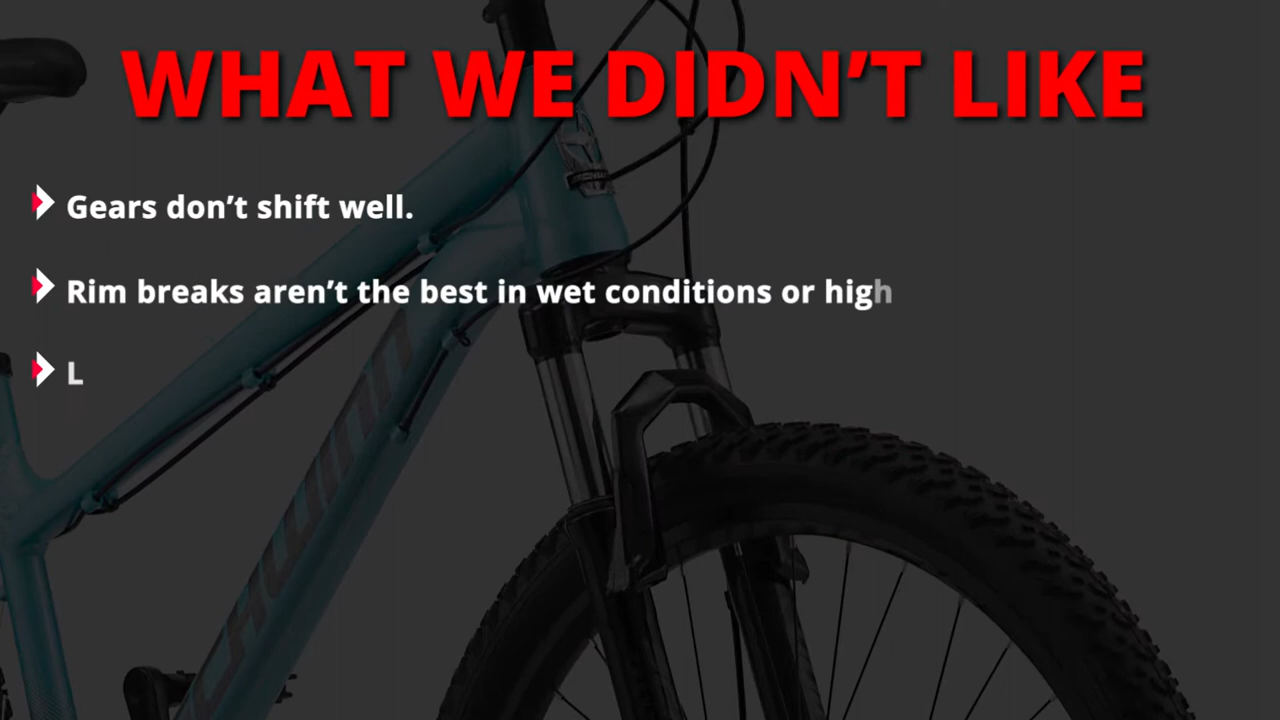 WHAT WE DIDN’T LIKE
Gears don’t shift well.
Rim breaks aren’t the best in wet conditions or high
L